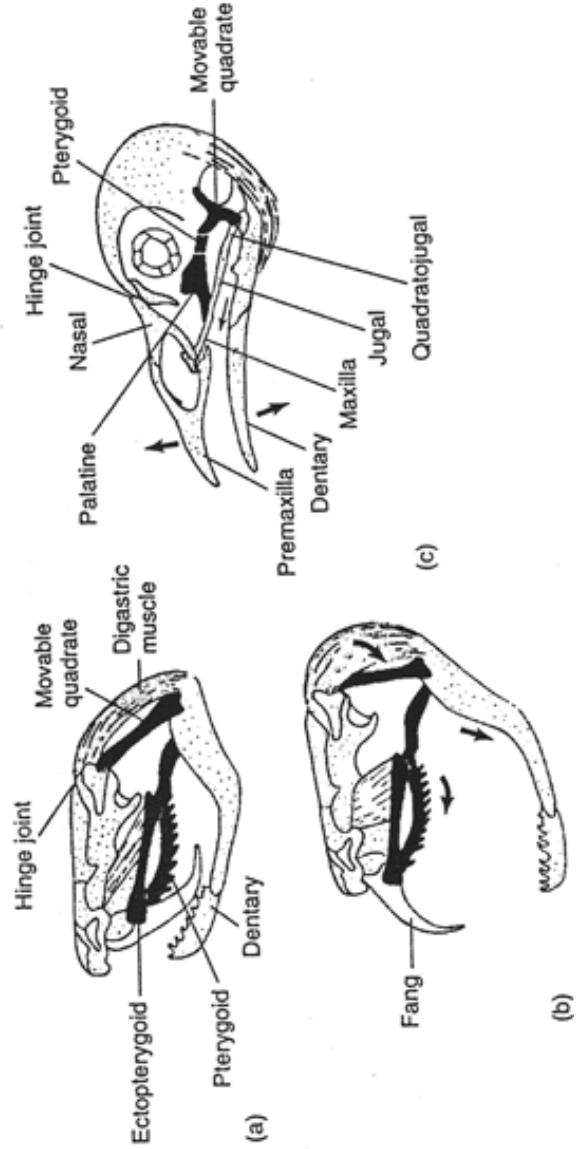 Hinge joint
Movable
quadrate
Digastric
muscle
Ectopterygoid
Pterygoid
Dentary
(a)
Fang
(b)
Hinge joint
Pterygoid
Nasal
Movable
quadrate
Palatine
Premaxilla
Dentary
Maxilla
Jugal
Quadratojugal
(c)